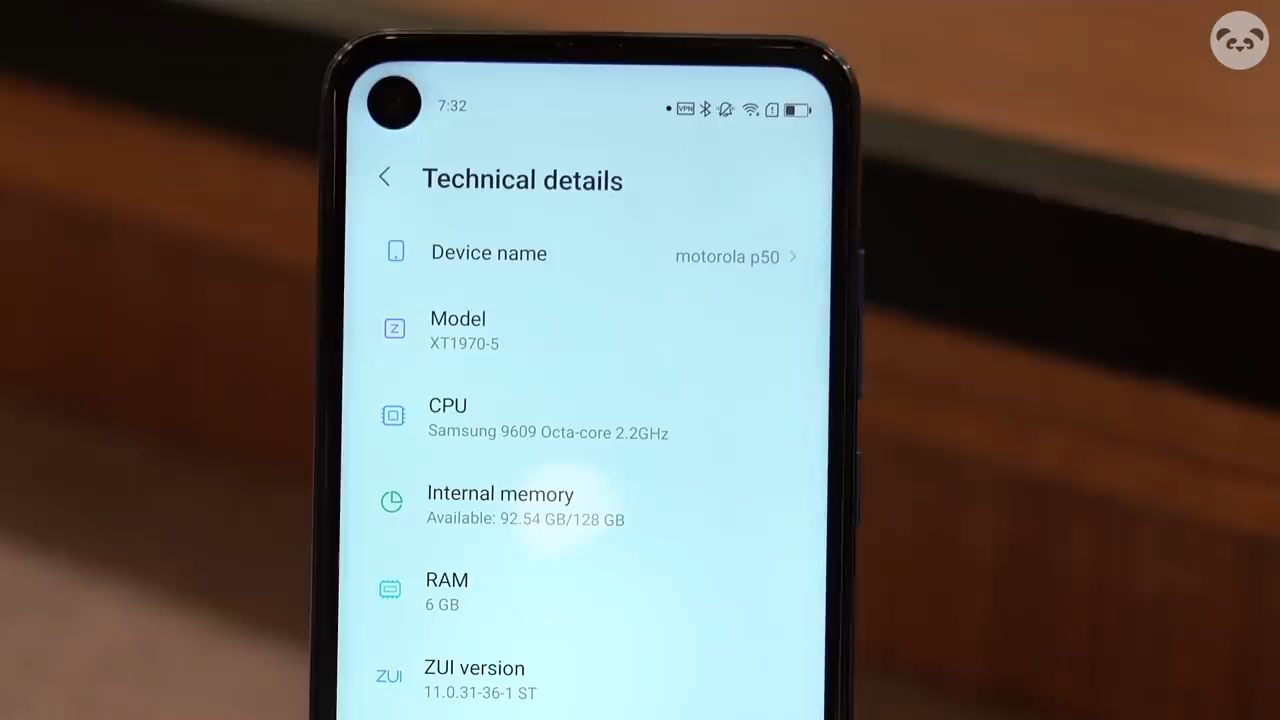 7:32
VPN
Technical details
Device name
motorola p50
Model
XT1970-5
CPU
Samsung 9609 Octa-core 2.2GHz
Internal memory
Available: 92.54 GB/128 GB
RAM
6 GB
ZUI
ZUI version
11.0.31-36-1 ST